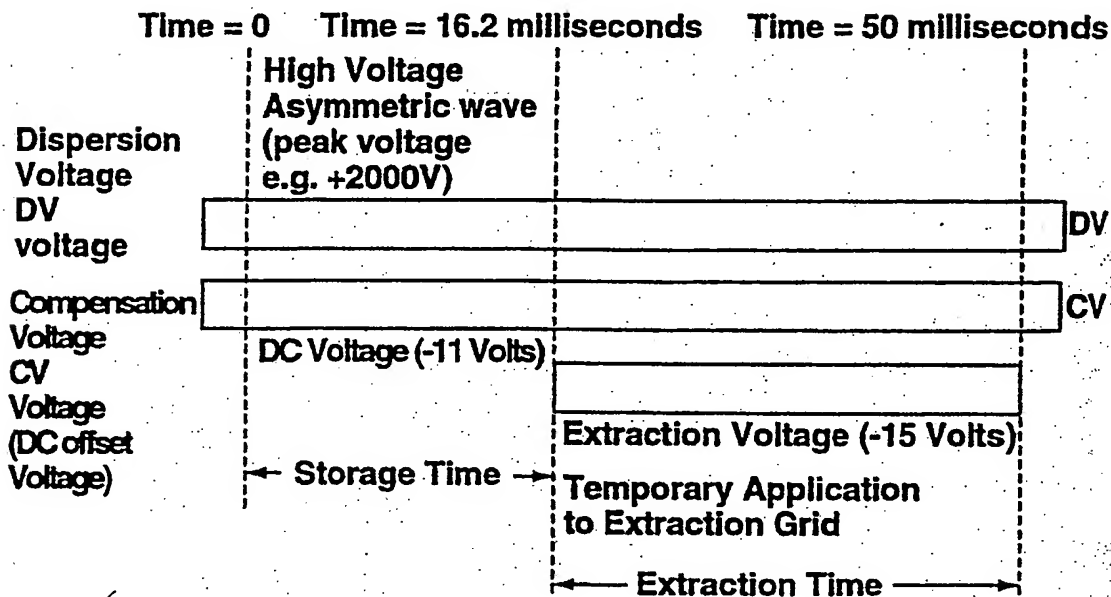 Time = 0 Time = 16.2 milliseconds Time = 50 milliseconds
High Voltage
Asymmetric wave
(peak voltage
e.g. +2000V)
Dispersion
Voltage
DV
voltage
DV
Compensation
Voltage
CV
Voltage
(DC offset
Voltage)
CV
DC Voltage (-11 Volts)
Extraction Voltage (-15 Volts)
Storage Time
Temporary Application
to Extraction Grid
Extraction Time